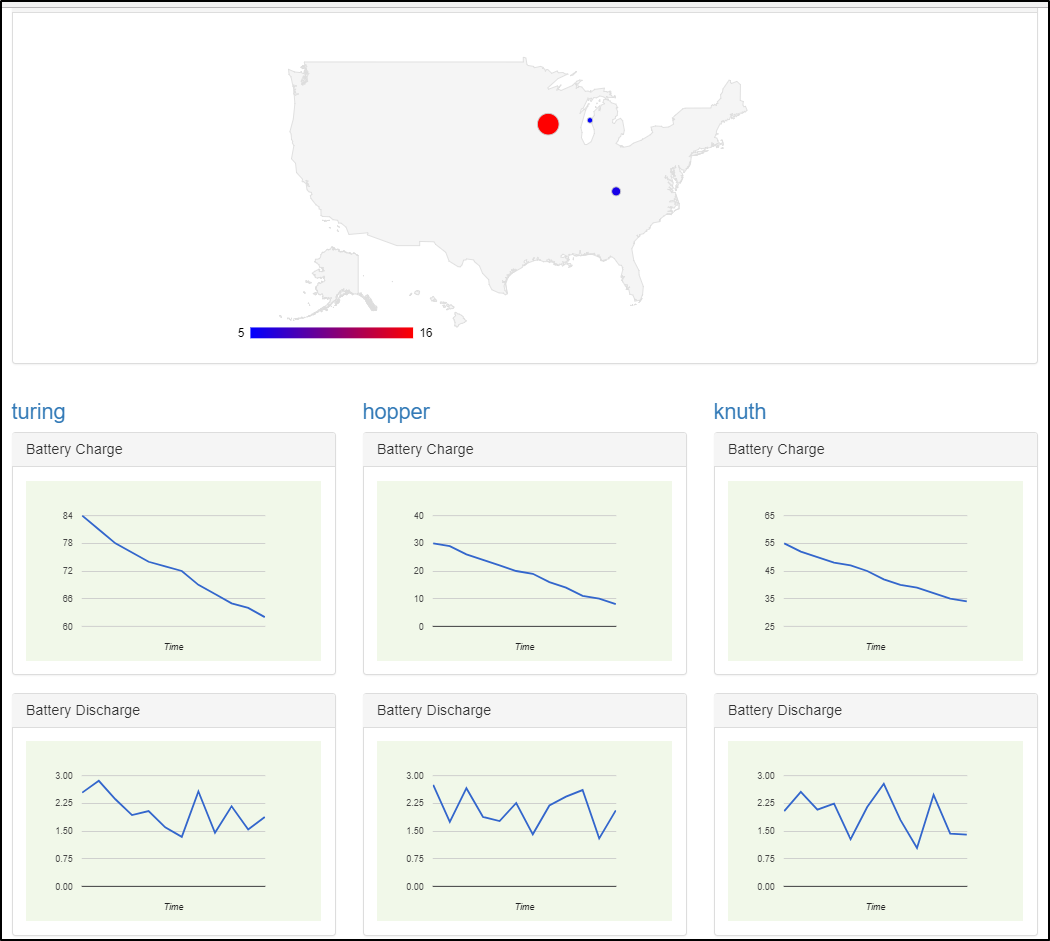 5 16
turing hopper knuth
Battery Charge Battery Charge Battery Charge
84 40 65
78 30 55
72 20 45
66 10 35
60 0 25
Time Time Time
Battery Discharge Battery Discharge Battery Discharge
3.00 3.00 3.00
2.25 2.25 2.25
1.50 1.50 1.50
0.75 0.75 0.75
0.00 0.00 0.00
Time Time Time